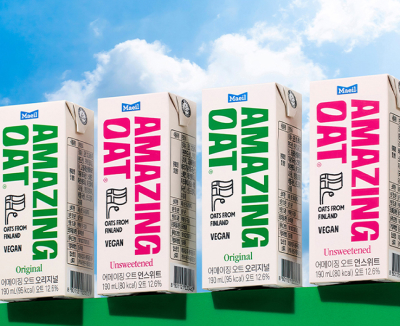 Maeil
AMAZING
OAT
OATS FROM
FINLAND
VEGAN
Original
어메이징 오트 오리지널
190 mL(95 kcal) 오트 12.6%
Maeil
AMAZING
OAT
OATS FROM
FINLAND
VEGAN
Unsweetened
어메이징 오트 언스위트
190 mL(80 kcal) 오트 12.6%
Maeil
AMAZING
OAT
OATS FROM
FINLAND
VEGAN
Original
어메이징 오트 오리지널
190 mL(95 kcal) 오트 12.6%
Maeil
AMAZING
OAT
OATS FROM
FINLAND
VEGAN
Unsweetened
어메이징 오트 언스위트
190 mL(80 kcal) 오트 12.6%